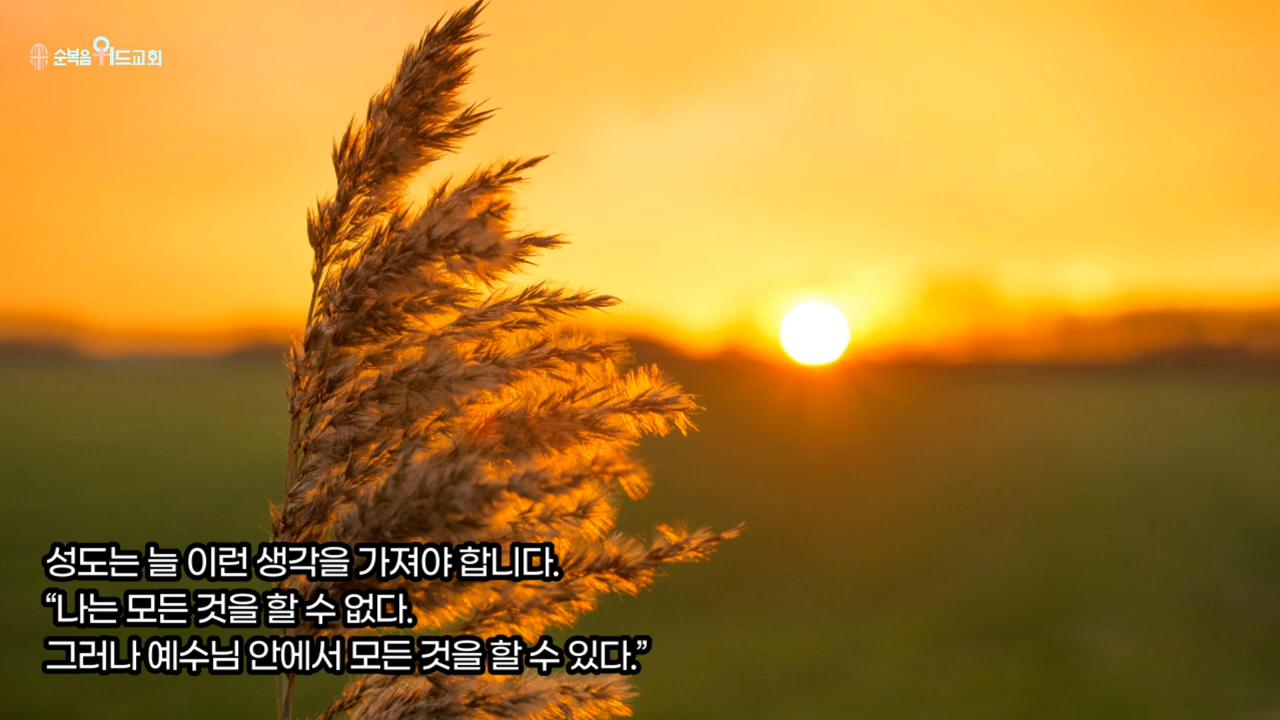 순복음위드교회
성도는 늘 이런 생각을 가져야 합니다.
“나는 모든 것을 할 수 없다.
그러나 예수님 안에서 모든 것을 할 수 있다.”